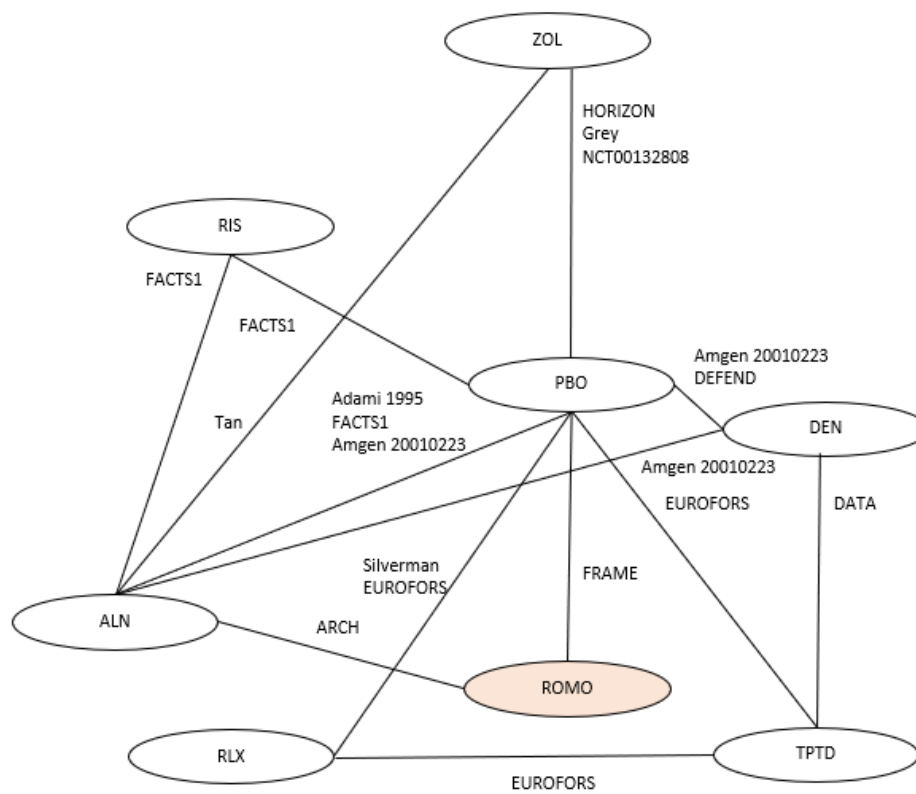 ZOL
HORIZON
Grey
NCT00132808
RIS
FACTS1
FACTS1
PBO
Amgen 20010223
DEFEND
Adami 1995
FACTS1
Amgen 20010223
Tan
DEN
Amgen 20010223
EUROFORS
DATA
Silverman
EUROFORS
FRAME
ALN
ARCH
ROMO
RLX
TPTD
EUROFORS